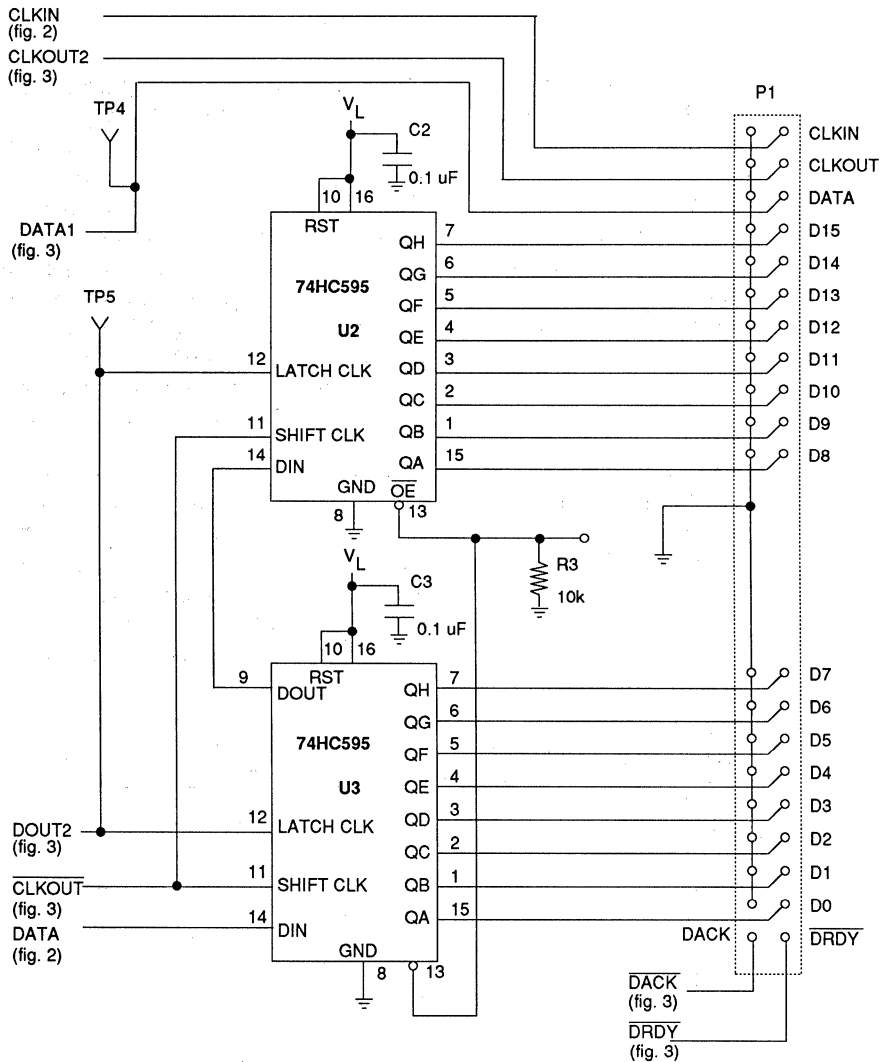 CLKIN
(fig. 2)
CLKOUT2
(fig. 3)
P1
TP4
VL
C2
0.1 uF
CLKIN
CLKOUT
DATA
DATA1
(fig. 3)
10 16
RST
74HC595
U2
QH 7 D15
QG 6 D14
QF 5 D13
QE 4 D12
TP5
12 LATCH CLK QD 3 D11
QC 2 D10
11 SHIFT CLK QB 1 D9
14 DIN QA 15 D8
GND OE
8 13
R3
10k
VL
C3
0.1 uF
10 16
RST
9 DOUT QH 7 D7
QG 6 D6
74HC595 QF 5 D5
U3 QE 4 D4
DOUT2
(fig. 3)
12 LATCH CLK QD 3 D3
QC 2 D2
CLKOUT
(fig. 3)
11 SHIFT CLK QB 1 D1
DATA
(fig. 2)
14 DIN QA 15 D0
GND
8 13
DACK DRDY
DACK
(fig. 3)
DRDY
(fig. 3)